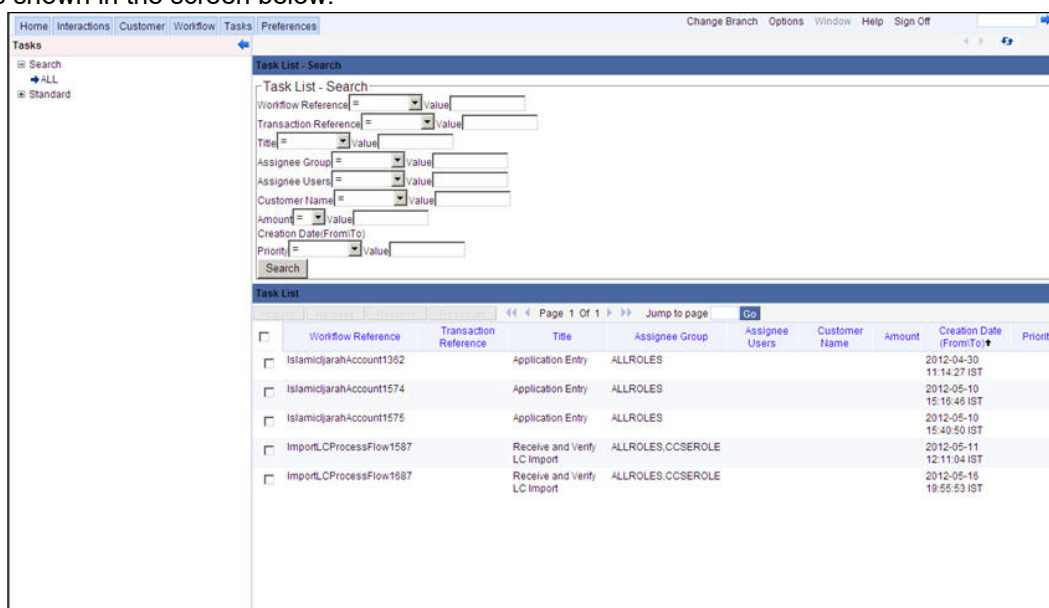 s shown in the screen below.
Home Interactions Customer Workflow Tasks Preferences Change Branch Options Window Help Sign Off
Tasks
Search
ALL
Standard
Task List - Search
Task List - Search
Workflow Reference = Value
Transaction Reference = Value
Title = Value
Assignee Group = Value
Assignee Users = Value
Customer Name = Value
Amount = Value
Creation Date(From\To)
Priority = Value
Search
Task List
Page 1 Of 1 Jump to page Go
Workflow Reference Transaction Reference Title Assignee Group Assignee Users Customer Name Amount Creation Date (From\To) Priorit
IslamicIjarahAccount1362 Application Entry ALLROLES 2012-04-30 11:14:27 IST
IslamicIjarahAccount1574 Application Entry ALLROLES 2012-05-10 15:16:46 IST
IslamicIjarahAccount1575 Application Entry ALLROLES 2012-05-10 15:40:50 IST
ImportLCProcessFlow1587 Receive and Verify LC Import ALLROLES,CCSEROLE 2012-05-11 12:11:04 IST
ImportLCProcessFlow1687 Receive and Verify LC Import ALLROLES,CCSEROLE 2012-05-16 19:55:53 IST